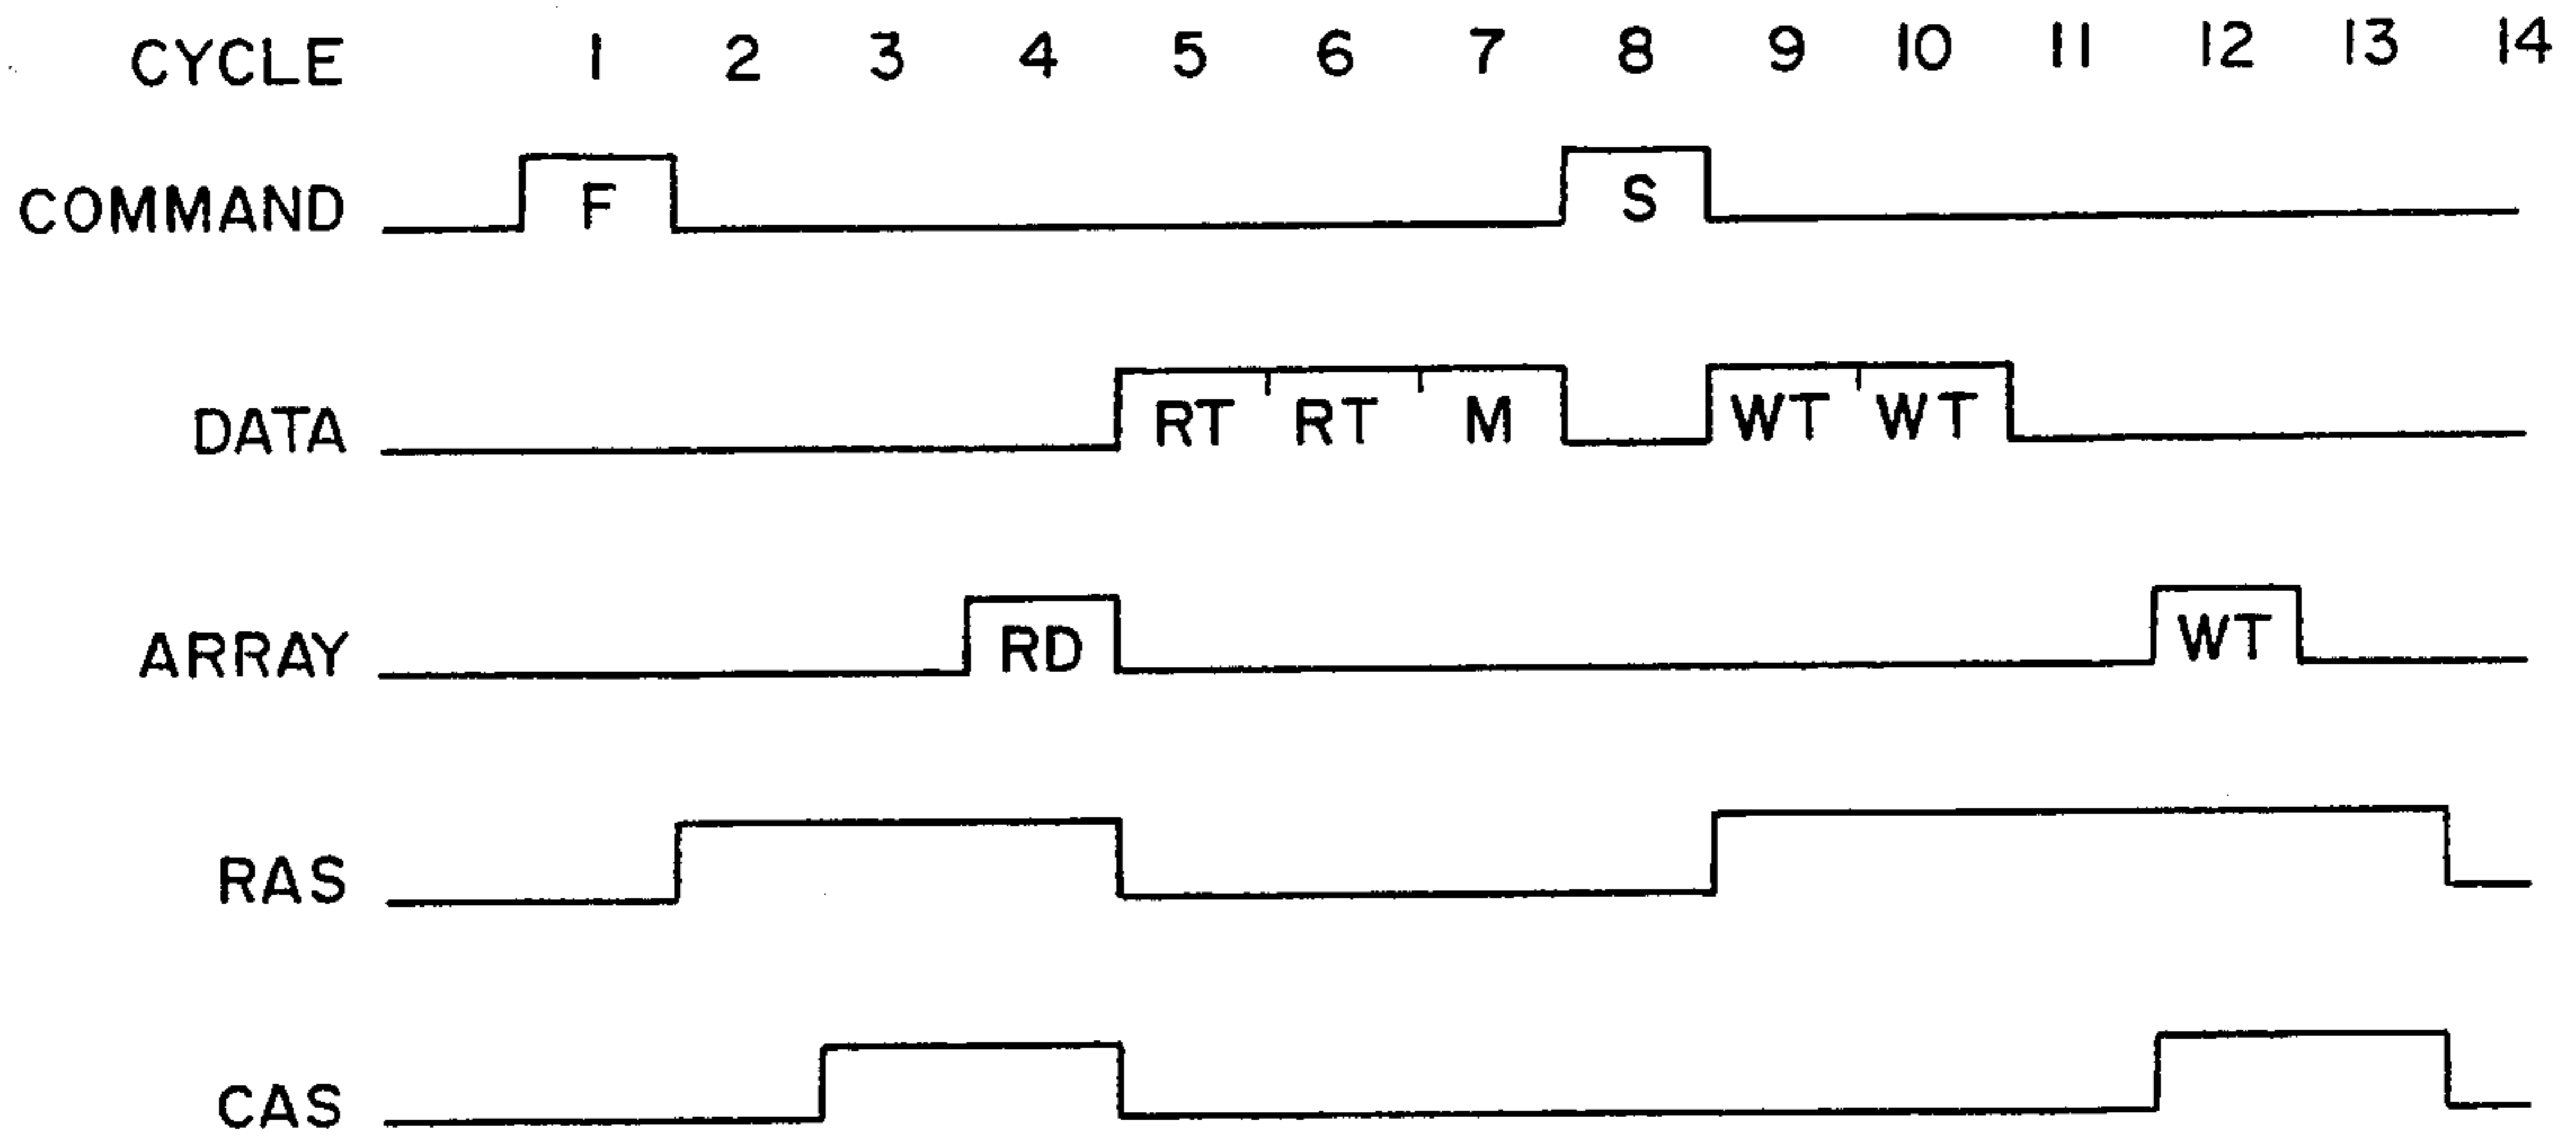 CYCLE 1 2 3 4 5 6 7 8 9 10 11 12 13 14
COMMAND F S
DATA RT RT M WT WT
ARRAY RD WT
RAS
CAS